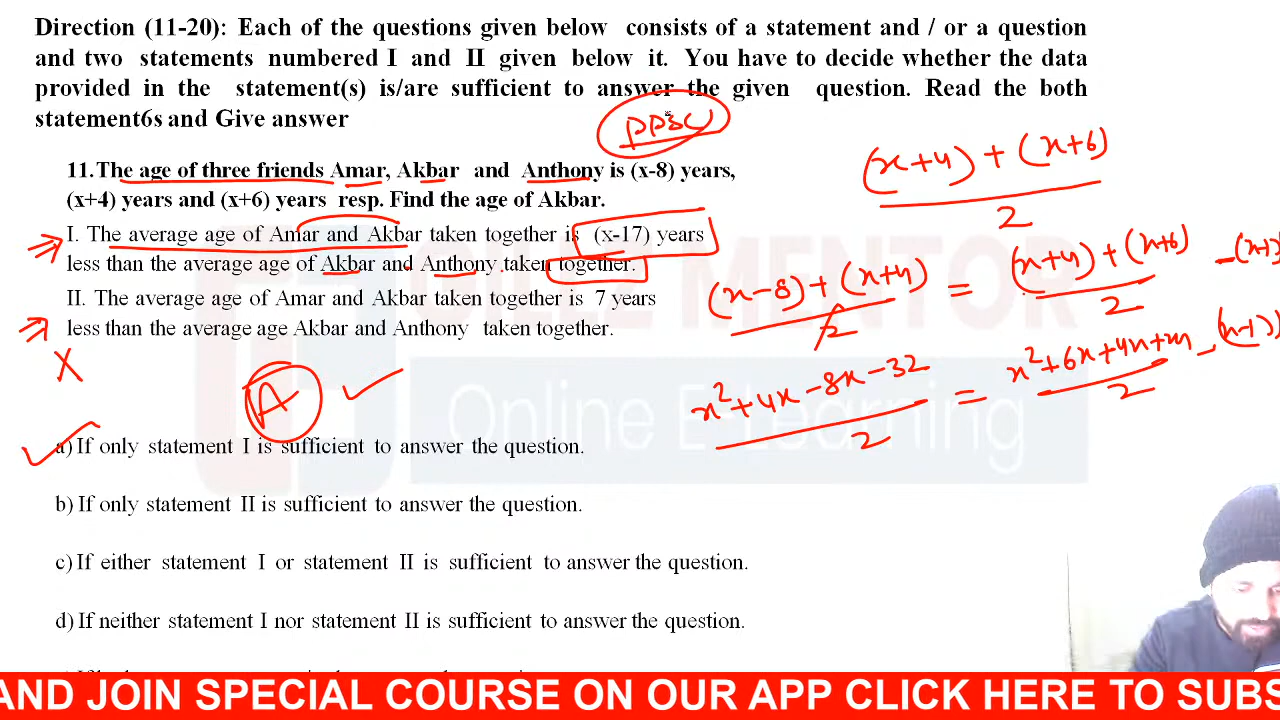 Direction (11-20): Each of the questions given below consists of a statement and / or a question
and two statements numbered I and II given below it. You have to decide whether the data
provided in the statement(s) is/are sufficient to answer the given question. Read the both
statement6s and Give answer
PPSC
11.The age of three friends Amar, Akbar and Anthony is (x-8) years,
(x+4) years and (x+6) years resp. Find the age of Akbar.
I. The average age of Amar and Akbar taken together is (x-17) years
less than the average age of Akbar and Anthony .taken together.
II. The average age of Amar and Akbar taken together is 7 years
less than the average age Akbar and Anthony taken together.
X
A
(x+4) + (x+6)
2
(x-8) + (x+4) = (x+4) + (x+6)
2 2
x²+4x-8x-32 = x²+6x+4x+
2 2
Online E Learning
a) If only statement I is sufficient to answer the question.
b) If only statement II is sufficient to answer the question.
c) If either statement I or statement II is sufficient to answer the question.
d) If neither statement I nor statement II is sufficient to answer the question.
AND JOIN SPECIAL COURSE ON OUR APP CLICK HERE TO SUBS